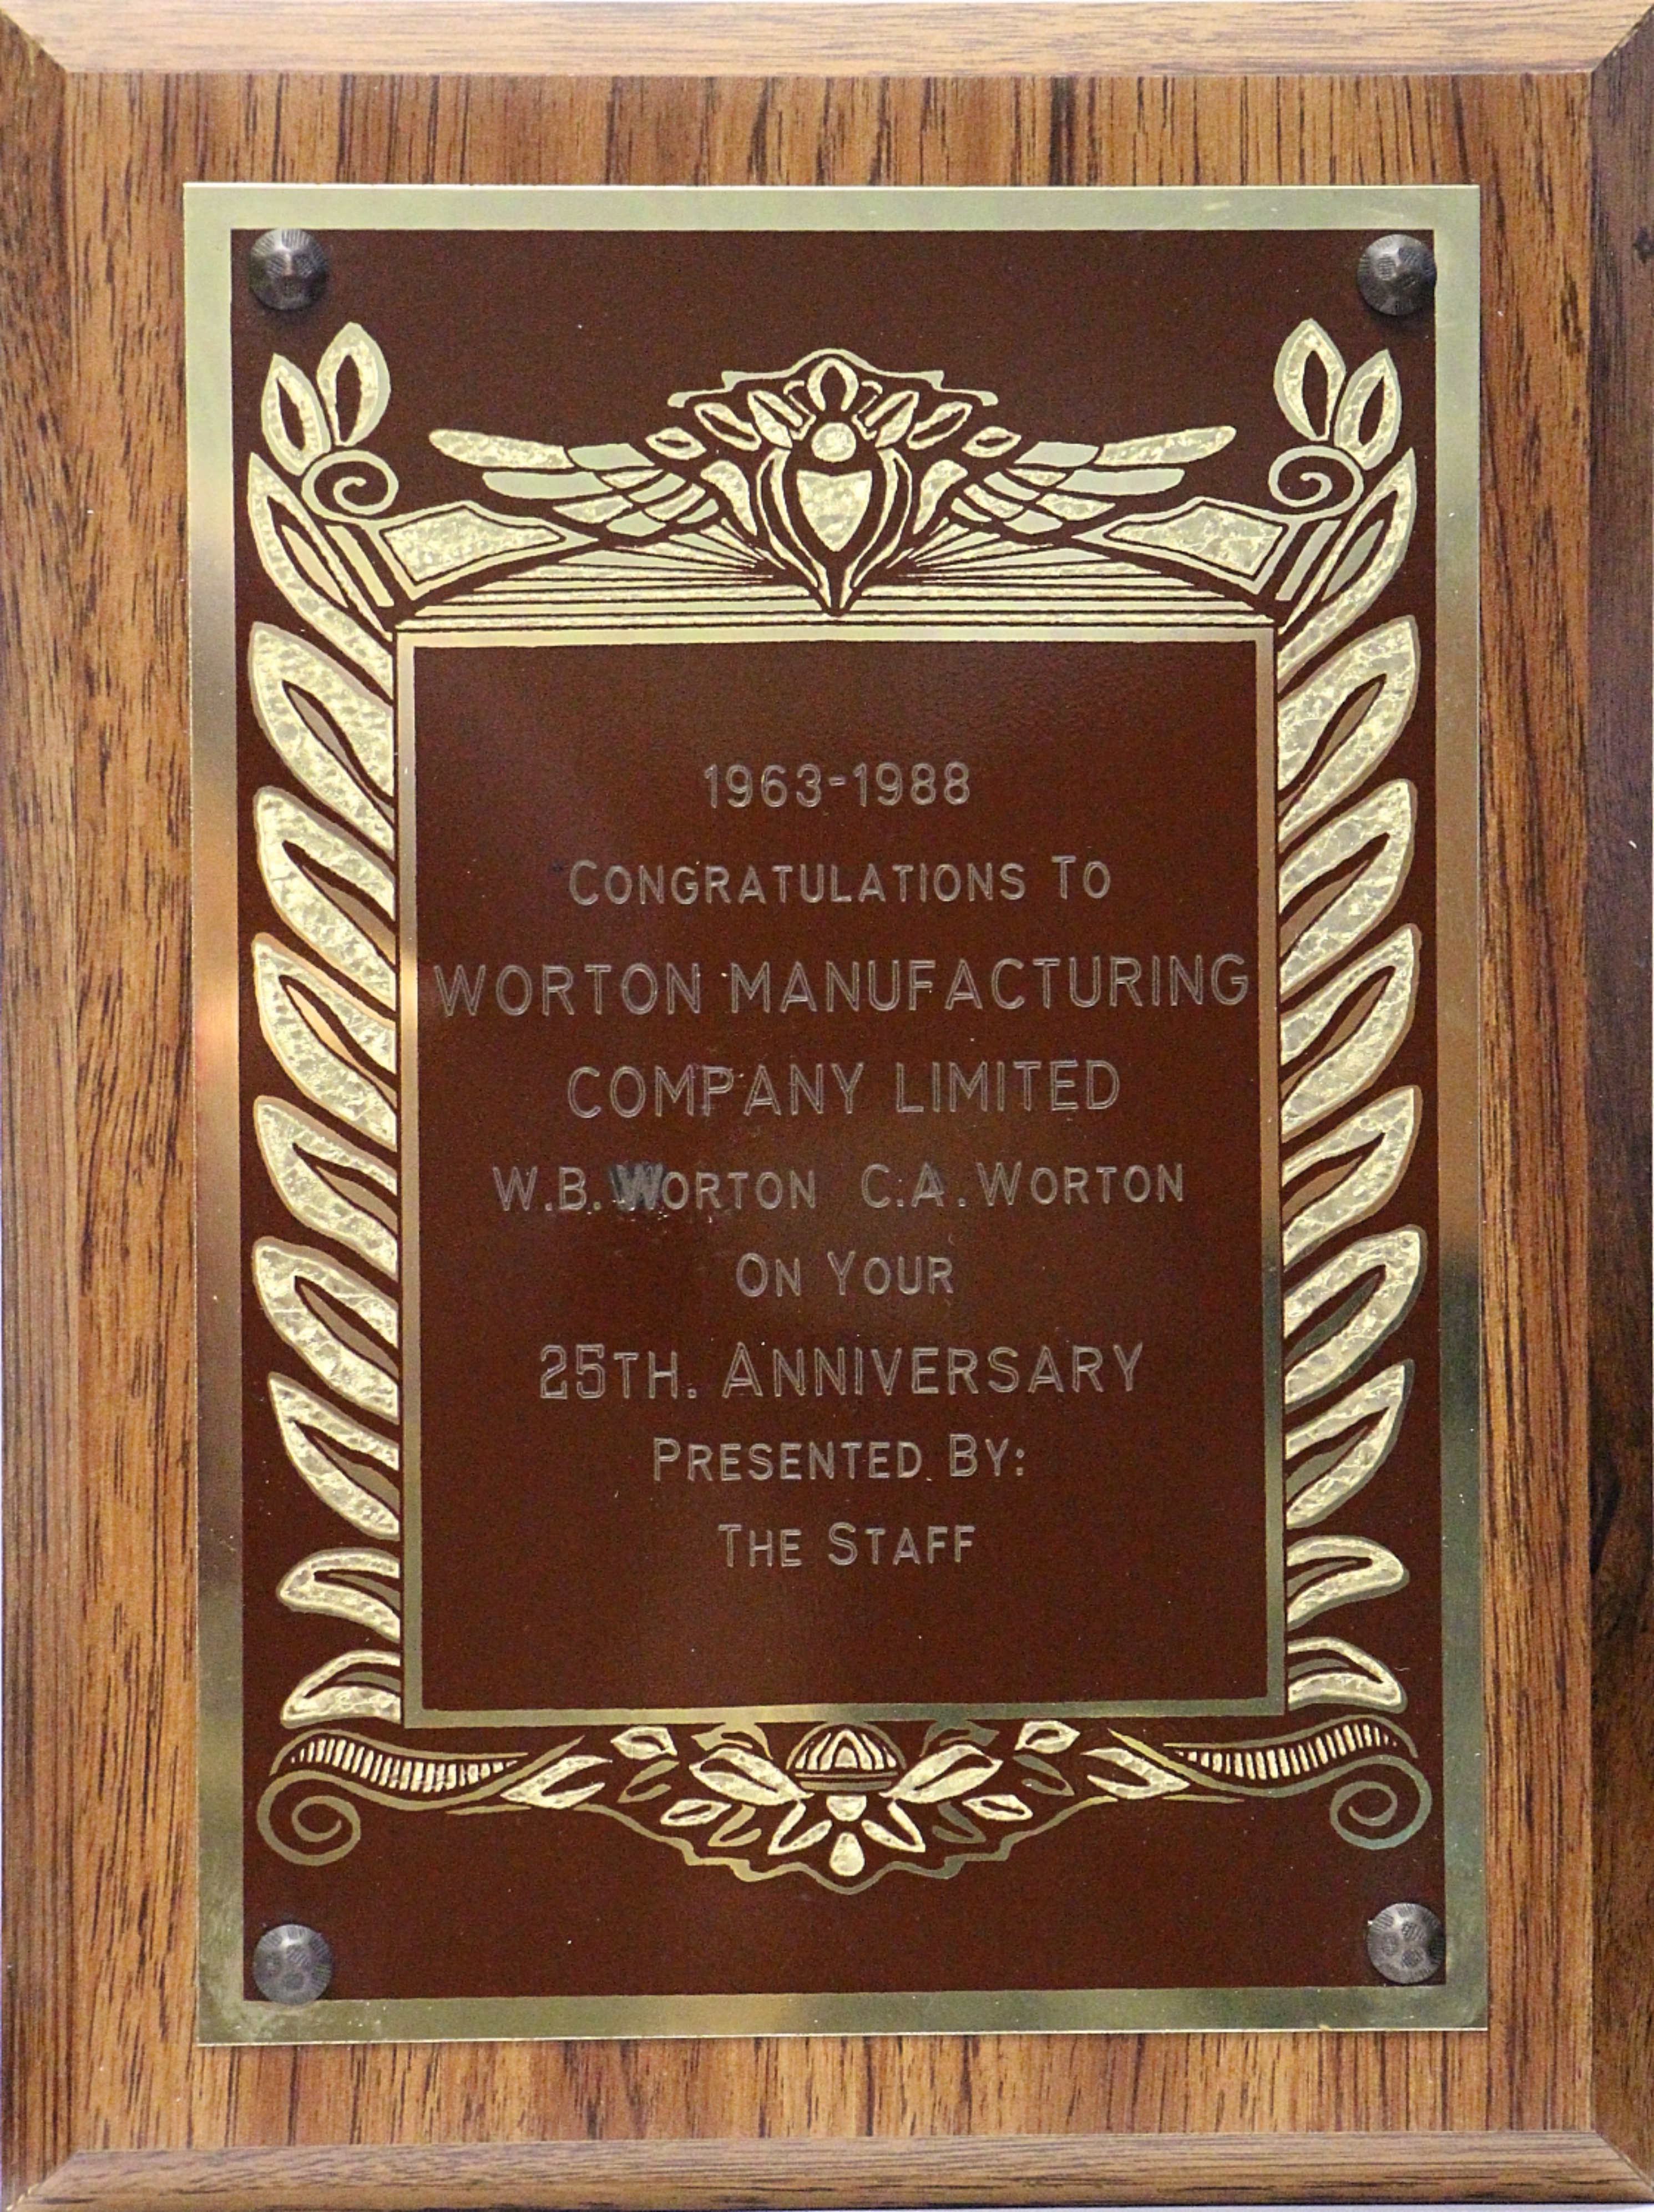 1963-1988
CONGRATULATIONS TO
WORTON MANUFACTURING
COMPANY LIMITED
W.B. WORTON C.A. WORTON
ON YOUR
25TH. ANNIVERSARY
PRESENTED BY:
THE STAFF